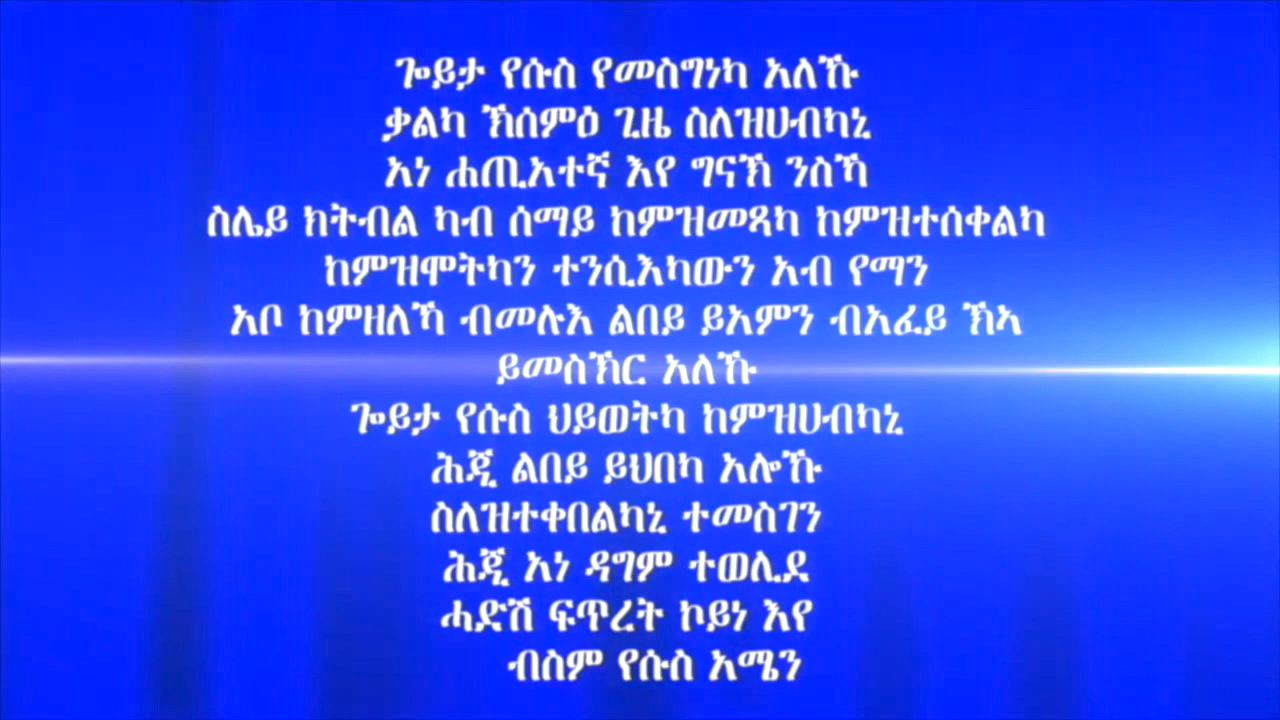 ጐይታ የሱስ የመስግነካ አለኹ
ቃልካ ኽሰምዕ ጊዜ ስለዝሀብካኒ
አነ ሐጢአተኛ እየ ግናኽ ንስኻ
ስሌይ ክትብል ካብ ሰማይ ከምዝመጻካ ከምዝተሰቀልካ
ከምዝሞትካን ተንሲእካውን አብ የማን
አቦ ከምዘለኻ ብመሉእ ልበይ ይአምን ብአፈይ ኽኣ
ይመስኽር አለኹ
ጐይታ የሱስ ህይወትካ ከምዝሀብካኒ
ሕጂ ልበይ ይህበካ አሎኹ
ስለዝተቀበልካኒ ተመስገን
ሕጂ አነ ዳግም ተወሊደ
ሓድሽ ፍጥረት ኮይነ እየ
ብስም የሱስ አሜን